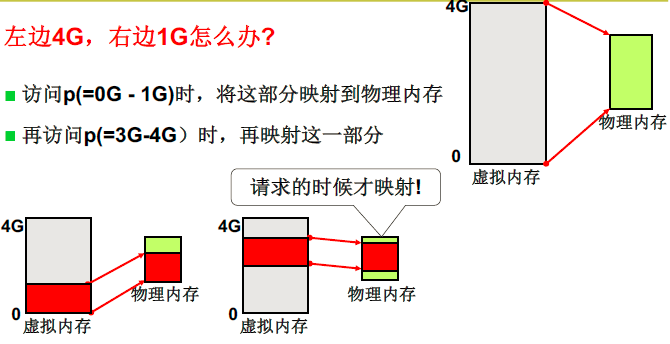 左边4G，右边1G怎么办?
访问p(=0G - 1G)时，将这部分映射到物理内存
再访问p(=3G-4G）时，再映射这一部分
4G
0
虚拟内存
物理内存
请求的时候才映射!
4G
0
虚拟内存
物理内存
4G
0
虚拟内存
物理内存